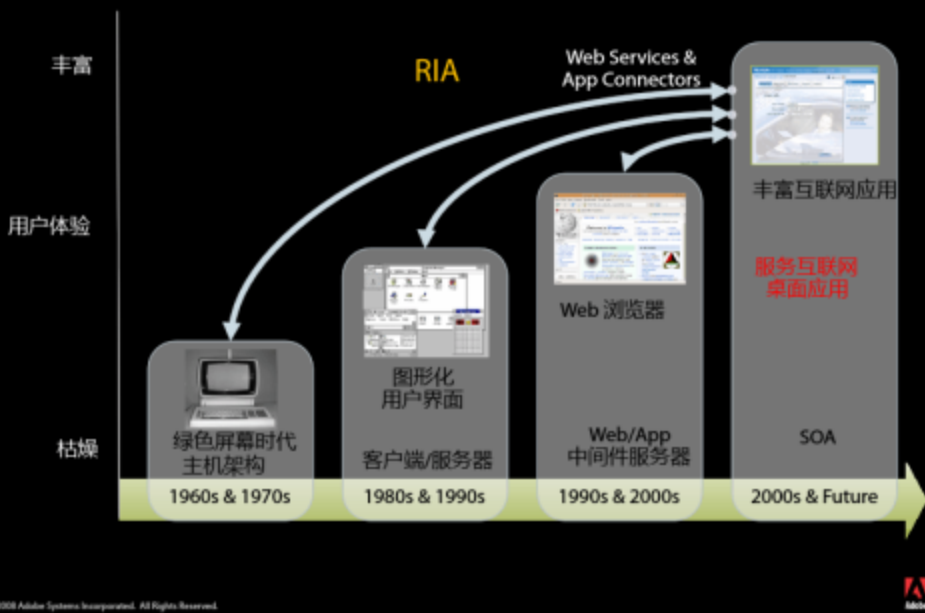 丰富
RIA
Web Services &
App Connectors
丰富互联网应用
用户体验
服务互联网
桌面应用
Web 浏览器
图形化
用户界面
绿色屏幕时代
主机架构
客户端/服务器
Web/App
中间件服务器
SOA
枯燥
1960s & 1970s
1980s & 1990s
1990s & 2000s
2000s & Future
Adobe Systems Incorporated. All Rights Reserved.
Adobe